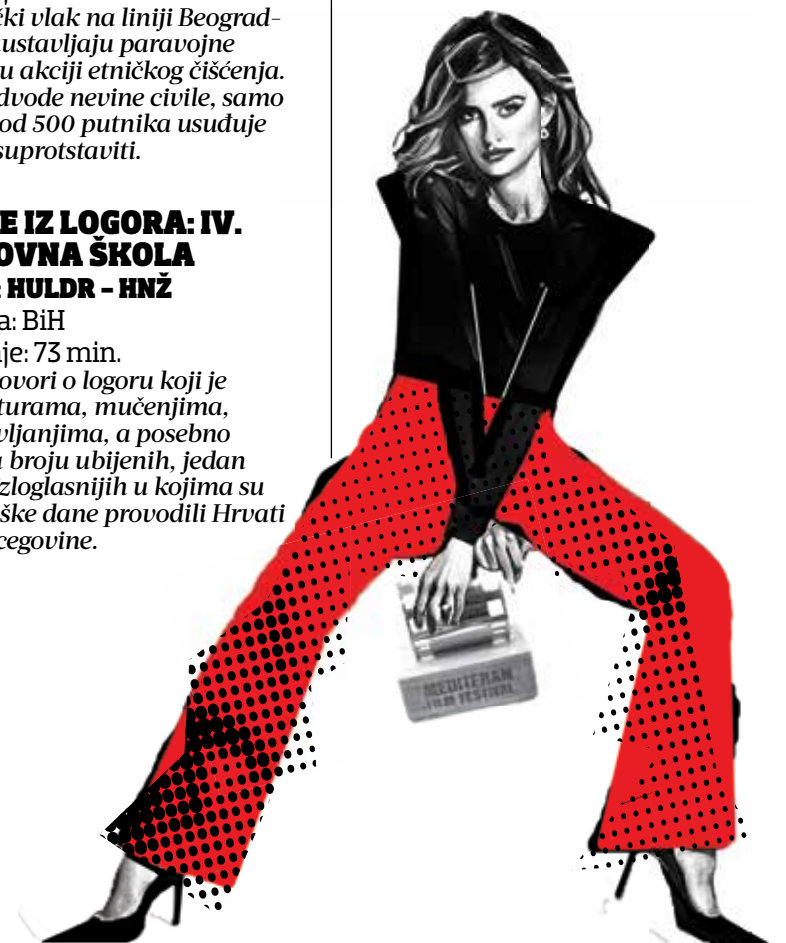 ki vlak na liniji Beograd-
ustavljaju paravojne
u akciji etničkog čišćenja.
dvode nevine civile, samo
od 500 putnika usuđuje
suprotstaviti.
E IZ LOGORA: IV.
OVNA ŠKOLA
: HULDR – HNŽ
a: BiH
je: 73 min.
ovori o logoru koji je
turama, mučenjima,
vljanjima, a posebno
broju ubijenih, jedan
zloglasnijih u kojima su
ške dane provodili Hrvati
cegovine.
MEDITERAN
FILM FESTIVAL